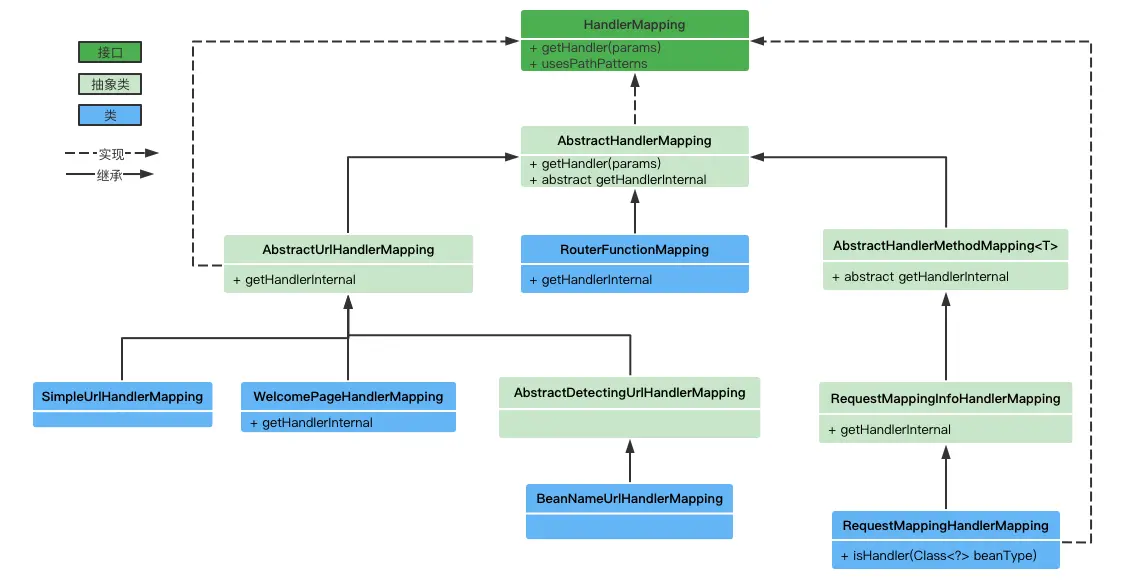 HandlerMapping
+ getHandler(params)
+ usesPathPatterns
接口
抽象类
类
实现
继承
AbstractHandlerMapping
+ getHandler(params)
+ abstract getHandlerInternal
AbstractUrlHandlerMapping
+ getHandlerInternal
RouterFunctionMapping
+ getHandlerInternal
AbstractHandlerMethodMapping<T>
+ abstract getHandlerInternal
SimpleUrlHandlerMapping
WelcomePageHandlerMapping
+ getHandlerInternal
AbstractDetectingUrlHandlerMapping
RequestMappingInfoHandlerMapping
+ getHandlerInternal
BeanNameUrlHandlerMapping
RequestMappingHandlerMapping
+ isHandler(Class<?> beanType)